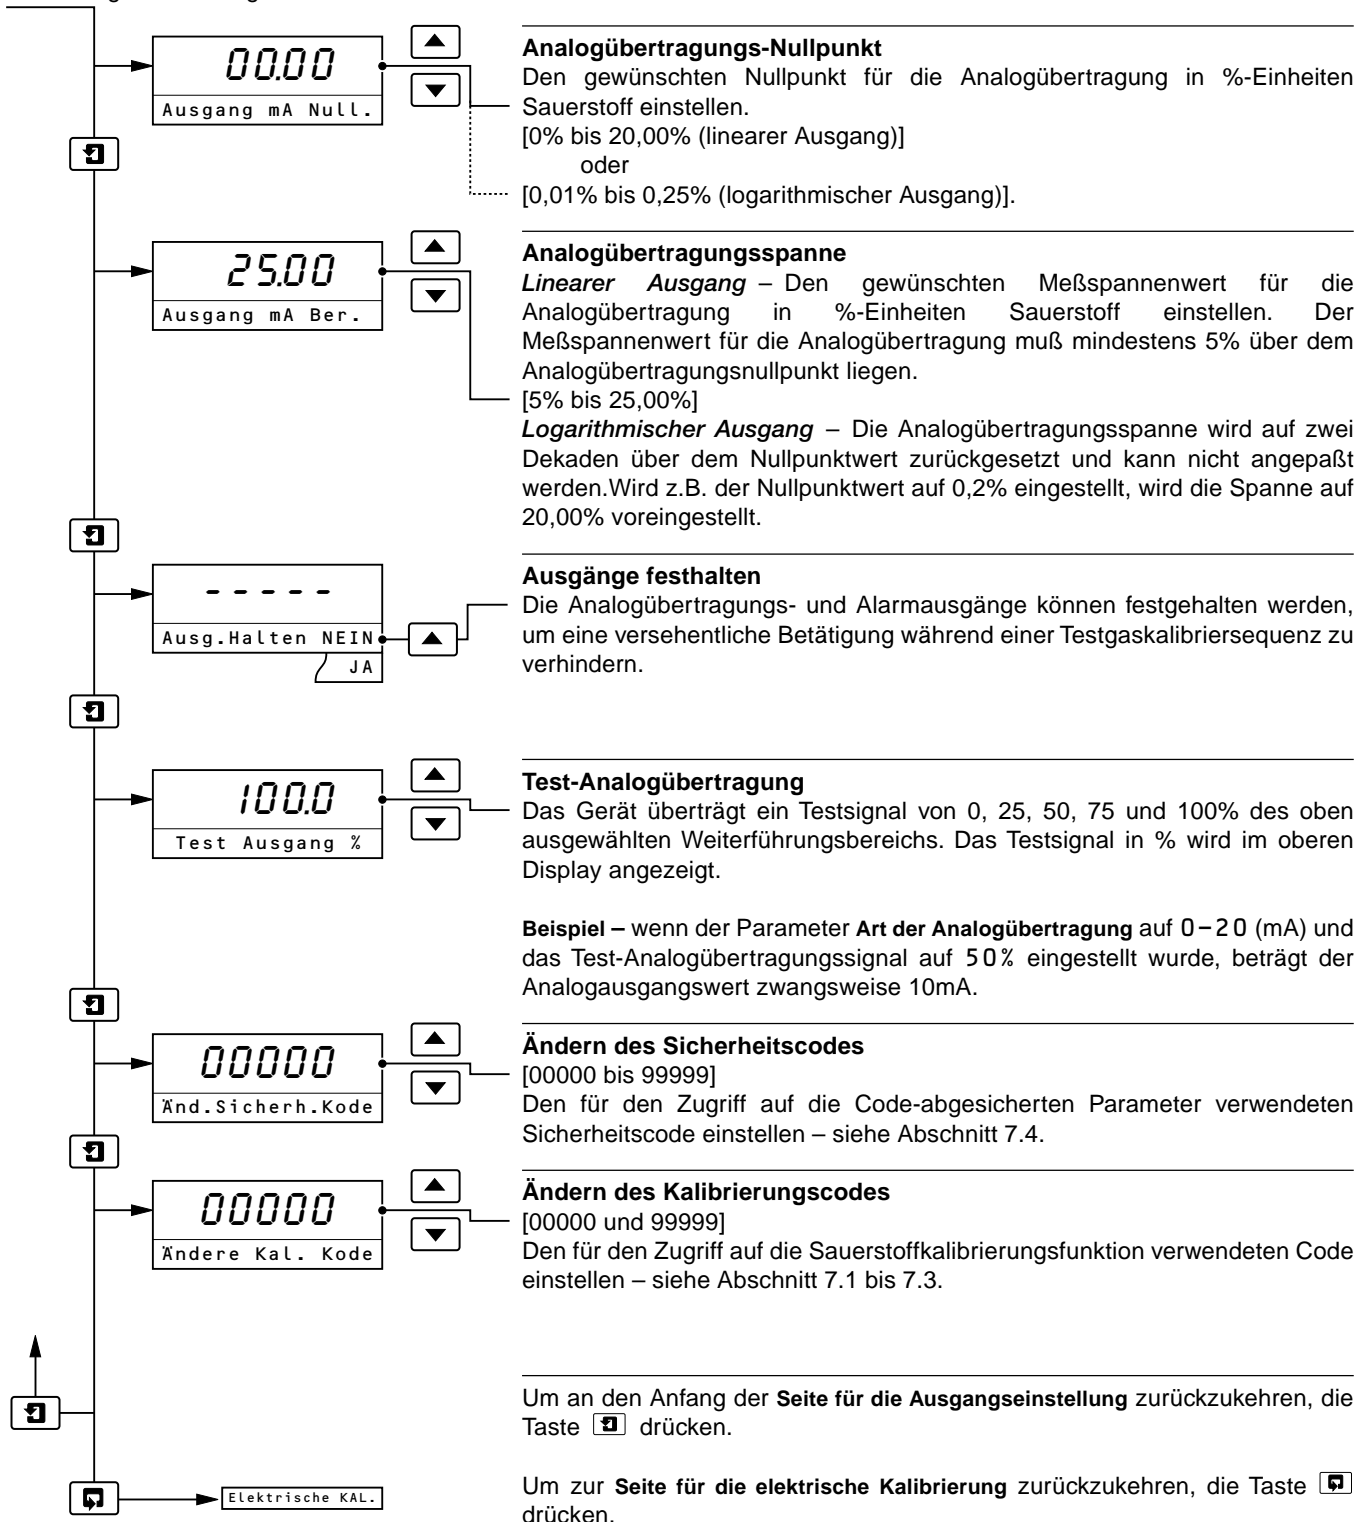 00.00
Ausgang mA Null.
Analogübertragungs-Nullpunkt
Den gewünschten Nullpunkt für die Analogübertragung in %-Einheiten
Sauerstoff einstellen.
[0% bis 20,00% (linearer Ausgang)]
oder
[0,01% bis 0,25% (logarithmischer Ausgang)].
25.00
Ausgang mA Ber.
Analogübertragungsspanne
Linearer Ausgang – Den gewünschten Meßspannenwert für die
Analogübertragung in %-Einheiten Sauerstoff einstellen. Der
Meßspannenwert für die Analogübertragung muß mindestens 5% über dem
Analogübertragungsnullpunkt liegen.
[5% bis 25,00%]
Logarithmischer Ausgang – Die Analogübertragungsspanne wird auf zwei
Dekaden über dem Nullpunktwert zurückgesetzt und kann nicht angepaßt
werden.Wird z.B. der Nullpunktwert auf 0,2% eingestellt, wird die Spanne auf
20,00% voreingestellt.
-----
Ausg.Halten NEIN
JA
Ausgänge festhalten
Die Analogübertragungs- und Alarmausgänge können festgehalten werden,
um eine versehentliche Betätigung während einer Testgaskalibriersequenz zu
verhindern.
100.0
Test Ausgang %
Test-Analogübertragung
Das Gerät überträgt ein Testsignal von 0, 25, 50, 75 und 100% des oben
ausgewählten Weiterführungsbereichs. Das Testsignal in % wird im oberen
Display angezeigt.
Beispiel – wenn der Parameter Art der Analogübertragung auf 0–20 (mA) und
das Test-Analogübertragungssignal auf 50% eingestellt wurde, beträgt der
Analogausgangswert zwangsweise 10mA.
00000
Änd.Sicherh.Kode
Ändern des Sicherheitscodes
[00000 bis 99999]
Den für den Zugriff auf die Code-abgesicherten Parameter verwendeten
Sicherheitscode einstellen – siehe Abschnitt 7.4.
00000
Ändere Kal. Kode
Ändern des Kalibrierungscodes
[00000 und 99999]
Den für den Zugriff auf die Sauerstoffkalibrierungsfunktion verwendeten Code
einstellen – siehe Abschnitt 7.1 bis 7.3.
Um an den Anfang der Seite für die Ausgangseinstellung zurückzukehren, die
Taste drücken.
Elektrische KAL.
Um zur Seite für die elektrische Kalibrierung zurückzukehren, die Taste
drücken.